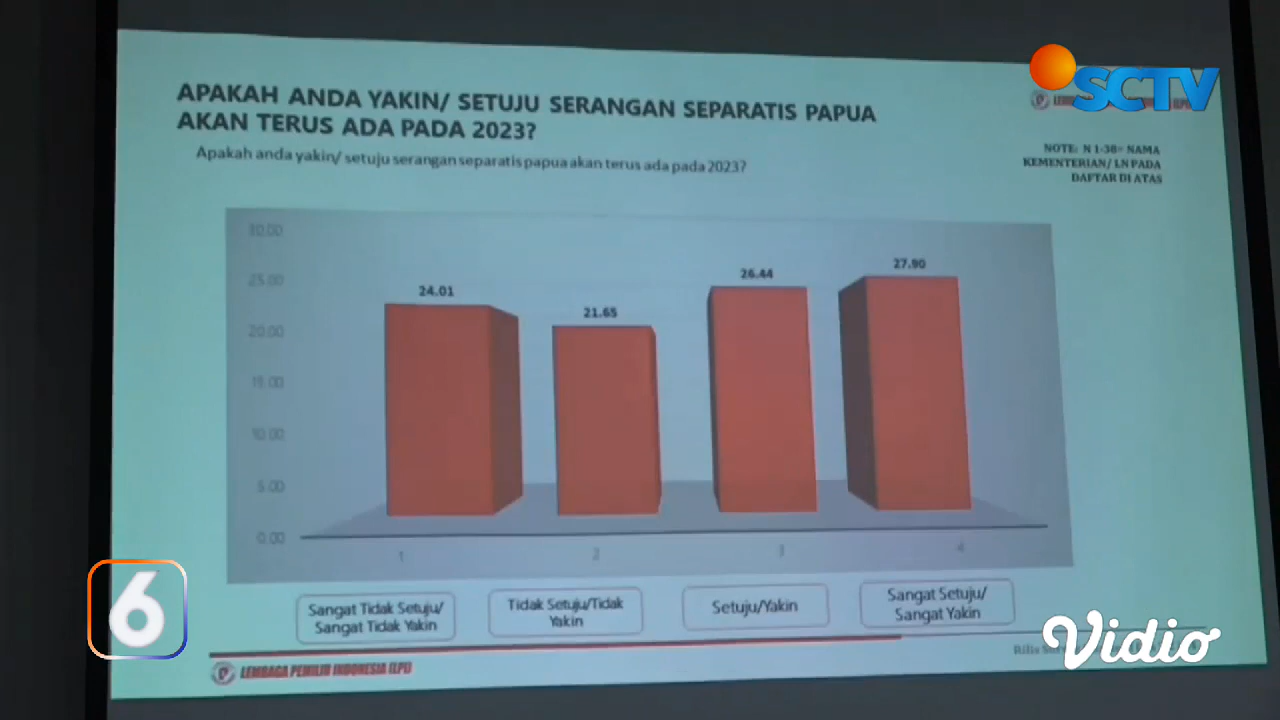 APAKAH ANDA YAKIN/ SETUJU SERANGAN SEPARATIS PAPUA
AKAN TERUS ADA PADA 2023?
Apakah anda yakin/ setuju serangan separatis papua akan terus ada pada 2023?
SCTV
NOTE: N 1-38= NAMA
KEMENTERIAN/ LN PADA
DAFTAR DI ATAS
30.00
25.00
20.00
15.00
10.00
5.00
0.00
24.01
21.65
26.44
27.90
1
2
3
4
Sangat Tidak Setuju/
Sangat Tidak Yakin
Tidak Setuju/Tidak
Yakin
Setuju/Yakin
Sangat Setuju/
Sangat Yakin
6
LEMBAGA PEMILIH INDONESIA (LPI)
Rilis
Vidio